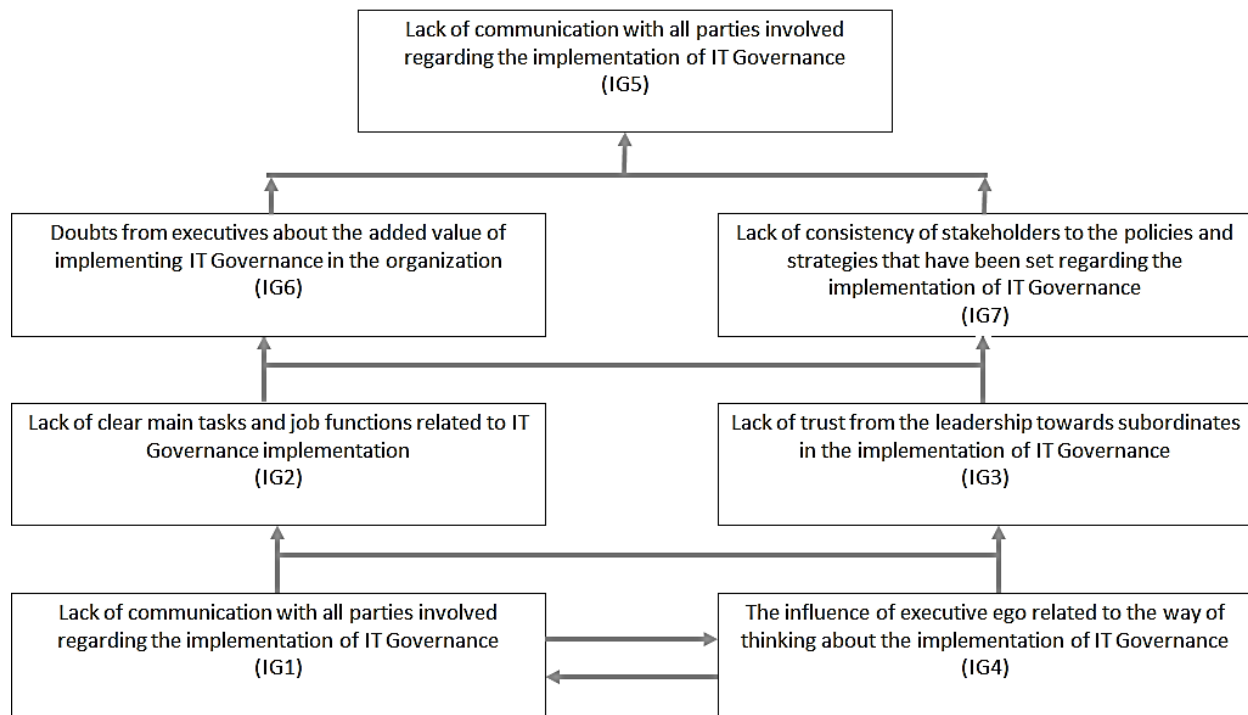 Lack of communication with all parties involved
regarding the implementation of IT Governance
(IG5)
Doubts from executives about the added value of
implementing IT Governance in the organization
(IG6)
Lack of consistency of stakeholders to the policies and
strategies that have been set regarding the
implementation of IT Governance
(IG7)
Lack of clear main tasks and job functions related to IT
Governance implementation
(IG2)
Lack of trust from the leadership towards subordinates
in the implementation of IT Governance
(IG3)
Lack of communication with all parties involved
regarding the implementation of IT Governance
(IG1)
The influence of executive ego related to the way of
thinking about the implementation of IT Governance
(IG4)